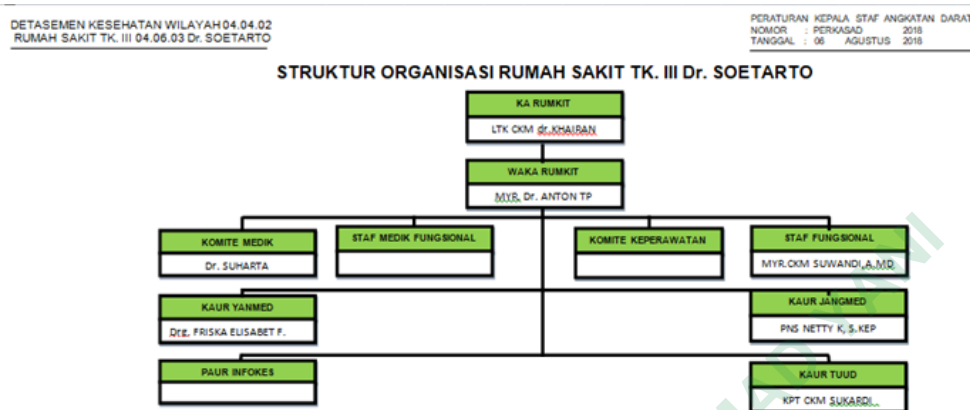 DETASEMEN KESEHATAN WILAYAH 04.04.02
RUMAH SAKIT TK. III 04.06.03 Dr. SOETARTO
PERATURAN KEPALA STAF ANGKATAN DARAT
NOMOR : PERKASAD 2018
TANGGAL : 06 AGUSTUS 2018
STRUKTUR ORGANISASI RUMAH SAKIT TK. III Dr. SOETARTO
KA RUMKIT
LTK CKM dr.KHAIRAN
WAKA RUMKIT
MYR. Dr. ANTON TP
KOMITE MEDIK
Dr. SUHARTA
STAF MEDIK FUNGSIONAL
KOMITE KEPERAWATAN
STAF FUNGSIONAL
MYR.CKM SUWANDI,A.MD
KAUR YANMED
Drg. FRISKA ELISABET F.
KAUR JANGMED
PNS NETTY K, S.KEP
PAUR INFOKES
KAUR TUUD
KPT CKM SUKARDI
YANI